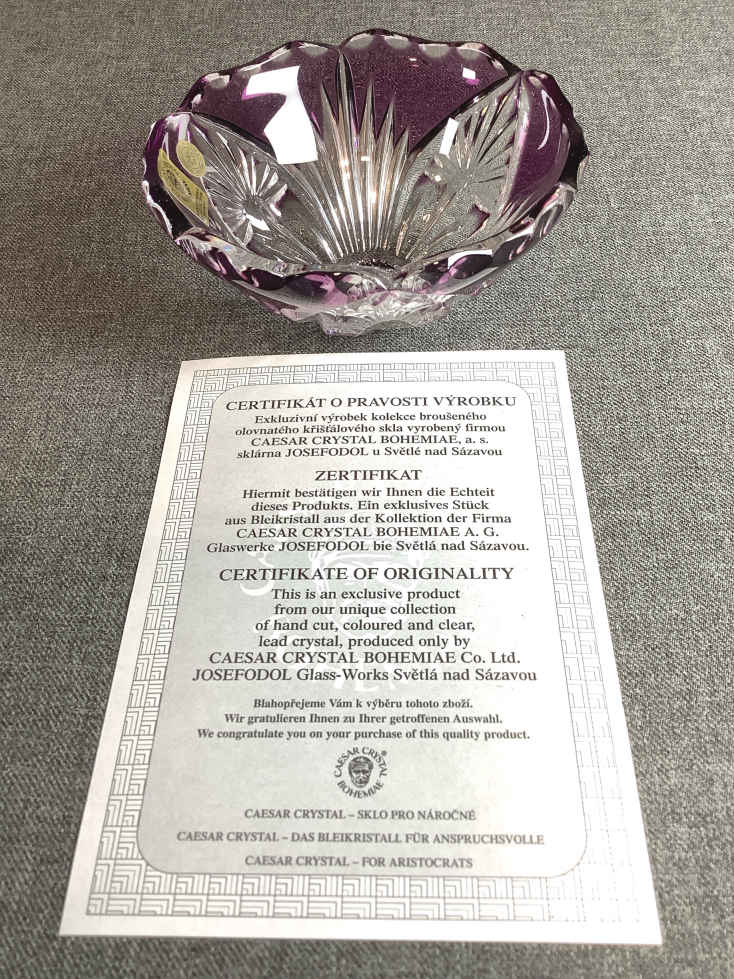 CERTIFIKÁT O PRAVOSTI VÝROBKU
Exkluzivní výrobek kolekce broušeného
olovnatého křišťálového skla vyrobený firmou
CAESAR CRYSTAL BOHEMIAE, a. s.
sklárna JOSEFODOL u Světlé nad Sázavou
ZERTIFIKAT
Hiermit bestätigen wir Ihnen die Echteit
dieses Produkts. Ein exklusives Stück
aus Bleikristall aus der Kollektion der Firma
CAESAR CRYSTAL BOHEMIAE A. G.
Glaswerke JOSEFODOL bie Světlá nad Sázavou.
CERTIFIKATE OF ORIGINALITY
This is an exclusive product
from our unique collection
of hand cut, coloured and clear,
lead crystal, produced only by
CAESAR CRYSTAL BOHEMIAE Co. Ltd.
JOSEFODOL Glass-Works Světlá nad Sázavou
Blahopřejeme Vám k výběru tohoto zboží.
Wir gratulieren Ihnen zu Ihrer getroffenen Auswahl.
We congratulate you on your purchase of this quality product.
CAESAR CRYSTAL®
BOHEMIAE
CAESAR CRYSTAL – SKLO PRO NÁROČNÉ
CAESAR CRYSTAL – DAS BLEIKRISTALL FÜR ANSPRUCHSVOLLE
CAESAR CRYSTAL – FOR ARISTOCRATS